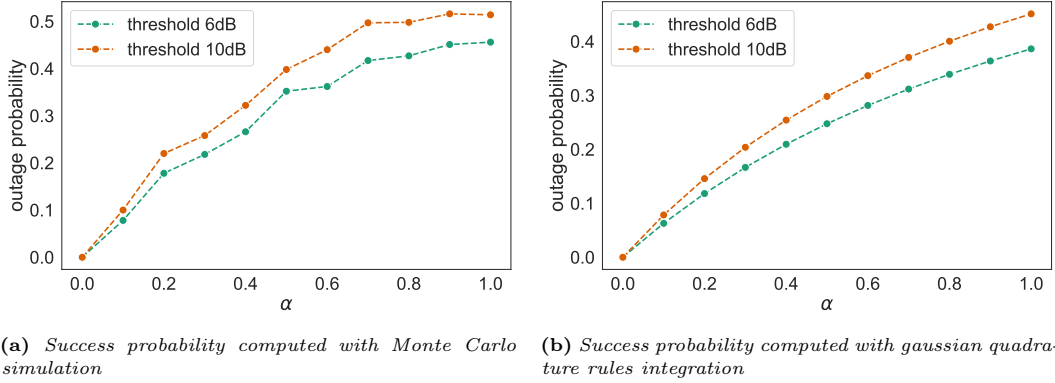 threshold 6dB
threshold 10dB
outage probability
0.5
0.4
0.3
0.2
0.1
0.0
0.0 0.2 0.4 0.6 0.8 1.0
α
(a) Success probability computed with Monte Carlo
simulation
threshold 6dB
threshold 10dB
outage probability
0.4
0.3
0.2
0.1
0.0
0.0 0.2 0.4 0.6 0.8 1.0
α
(b) Success probability computed with gaussian quadra-
ture rules integration